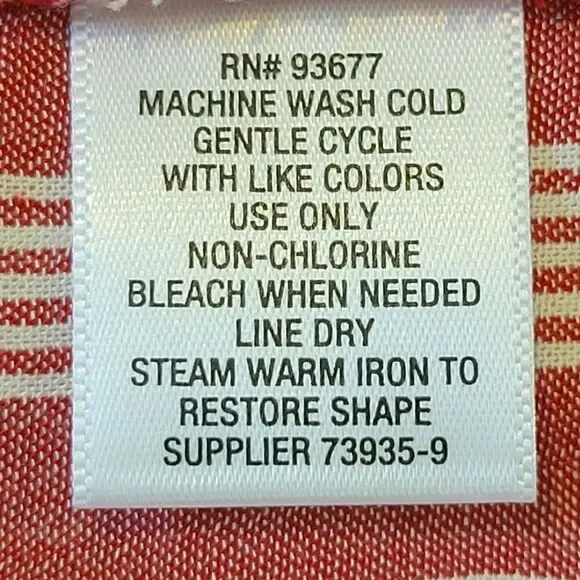 RN# 93677
MACHINE WASH COLD
GENTLE CYCLE
WITH LIKE COLORS
USE ONLY
NON-CHLORINE
BLEACH WHEN NEEDED
LINE DRY
STEAM WARM IRON TO
RESTORE SHAPE
SUPPLIER 73935-9